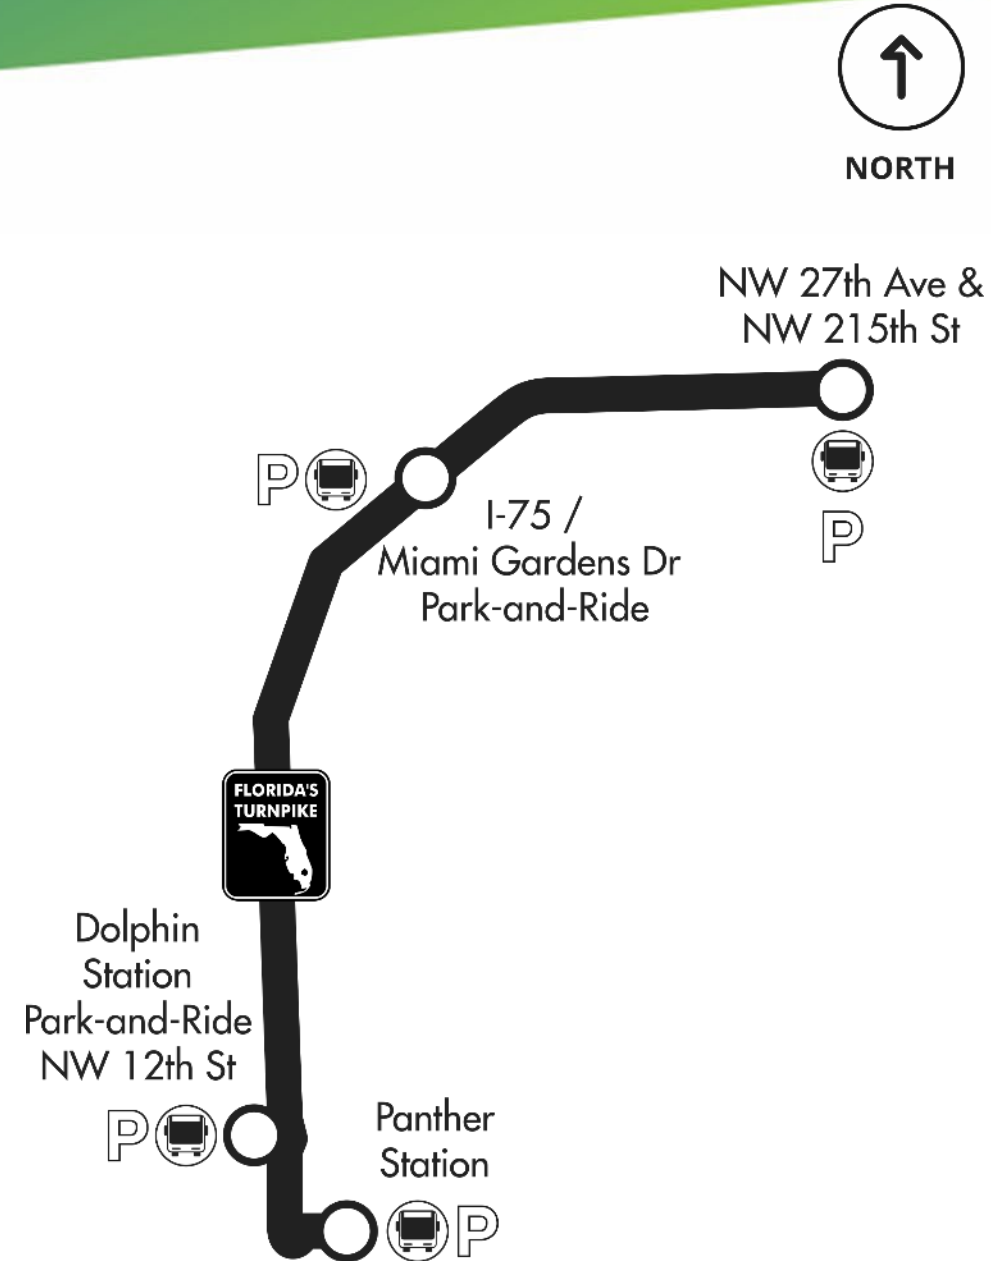 NORTH
NW 27th Ave &
NW 215th St
P
P
I-75 /
Miami Gardens Dr
Park-and-Ride
FLORIDA'S
TURNPIKE
Dolphin
Station
Park-and-Ride
NW 12th St
P
Panther
Station
P